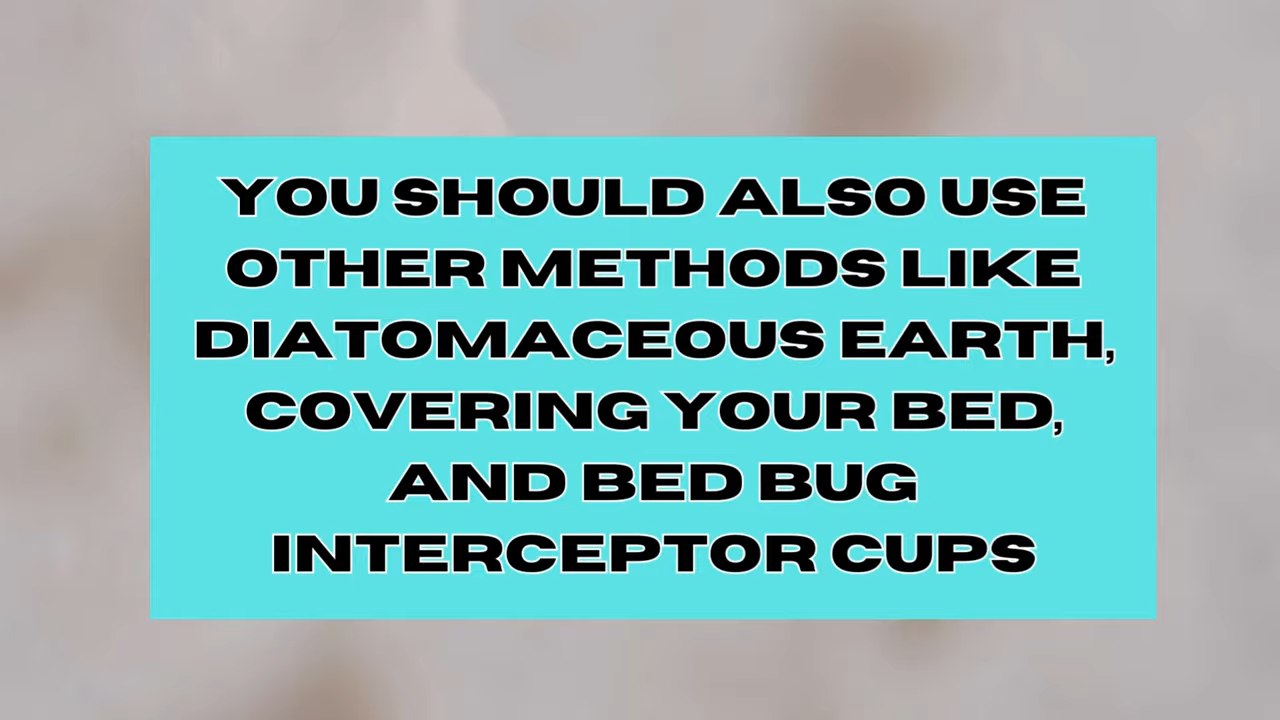 YOU SHOULD ALSO USE
OTHER METHODS LIKE
DIATOMACEOUS EARTH,
COVERING YOUR BED,
AND BED BUG
INTERCEPTOR CUPS